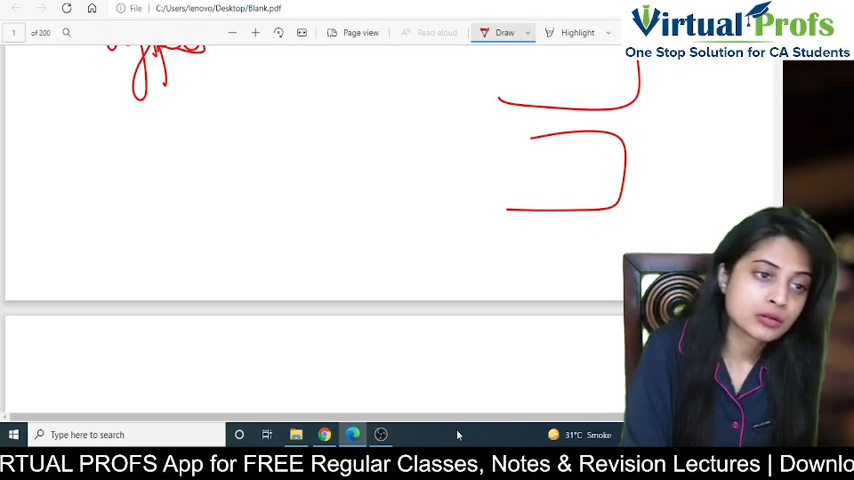 File
C:/Users/lenovo/Desktop/Blank.pdf
1 of 200
Page view
Read aloud
Draw
Highlight
Virtual Profs
One Stop Solution for CA Students
Type here to search
31°C Smoke
RTUAL PROFS App for FREE Regular Classes, Notes & Revision Lectures | Downlo